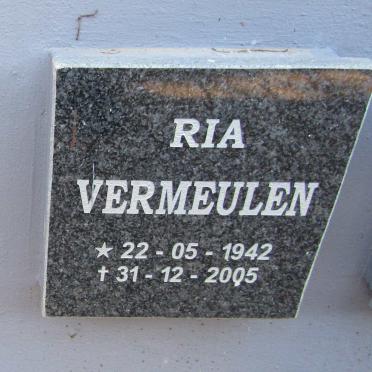 RIA
VERMEULEN
★ 22 - 05 - 1942
† 31 - 12 - 2005